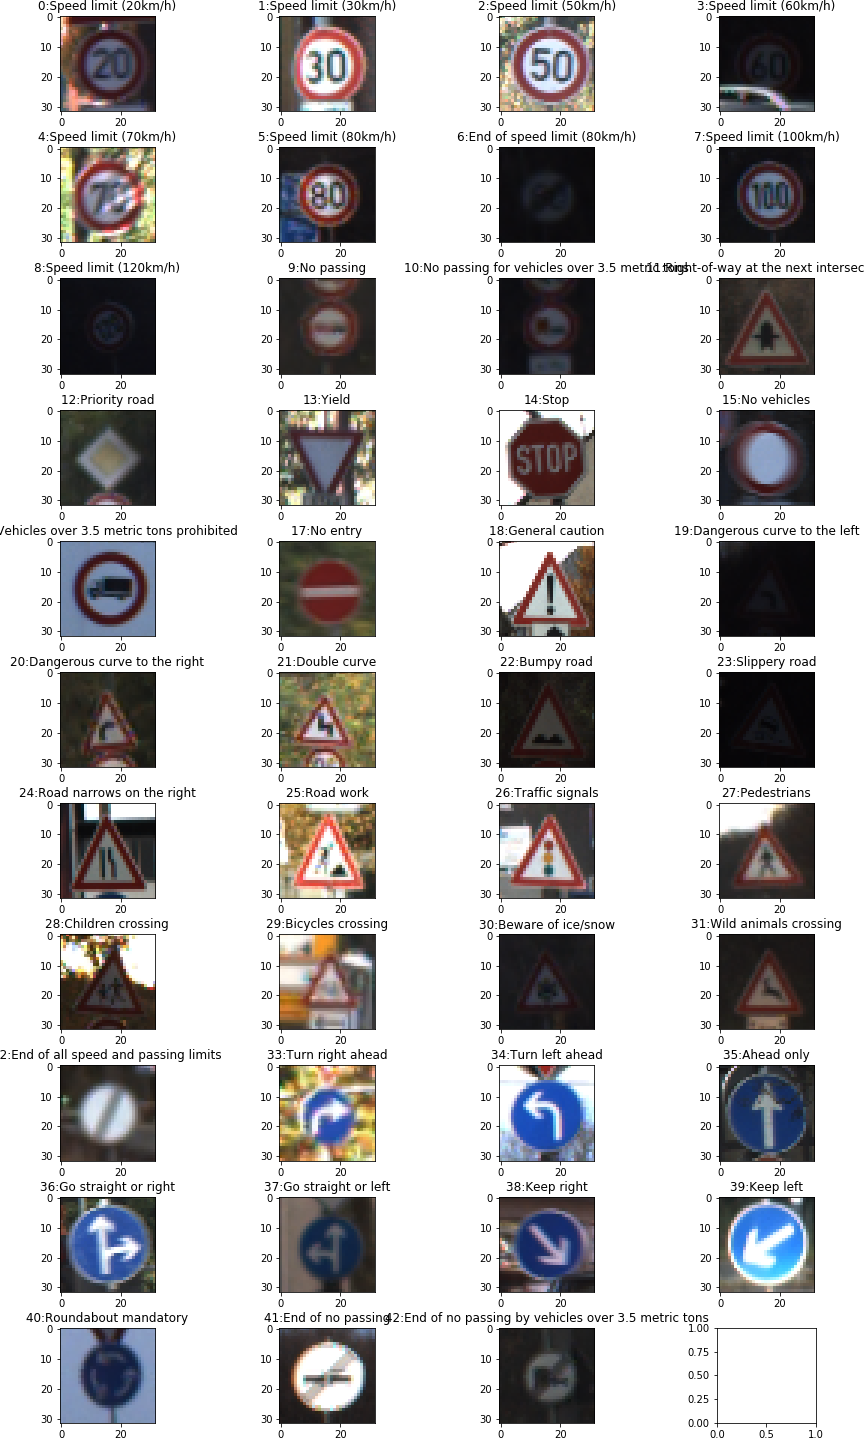 0:Speed limit (20km/h) 1:Speed limit (30km/h) 2:Speed limit (50km/h) 3:Speed limit (60km/h)
0 0 0 0
10 10 10 10
20 30 50 60
20 20 20 20
30 30 30 30
0 20 0 20 0 20 0 20
4:Speed limit (70km/h) 5:Speed limit (80km/h) 6:End of speed limit (80km/h) 7:Speed limit (100km/h)
0 0 0 0
10 10 10 10
70 80 100
20 20 20 20
30 30 30 30
0 20 0 20 0 20 0 20
8:Speed limit (120km/h) 9:No passing 10:No passing for vehicles over 3.5 metric tons 11:Right-of-way at the next intersec
0 0 0 0
10 10 10 10
20 20 20 20
30 30 30 30
0 20 0 20 0 20 0 20
12:Priority road 13:Yield 14:Stop 15:No vehicles
0 0 0 0
10 10 10 10
STOP
20 20 20 20
30 30 30 30
0 20 0 20 0 20 0 20
Vehicles over 3.5 metric tons prohibited 17:No entry 18:General caution 19:Dangerous curve to the left
0 0 0 0
10 10 10 10
20 20 20 20
30 30 30 30
0 20 0 20 0 20 0 20
20:Dangerous curve to the right 21:Double curve 22:Bumpy road 23:Slippery road
0 0 0 0
10 10 10 10
20 20 20 20
30 30 30 30
0 20 0 20 0 20 0 20
24:Road narrows on the right 25:Road work 26:Traffic signals 27:Pedestrians
0 0 0 0
10 10 10 10
20 20 20 20
30 30 30 30
0 20 0 20 0 20 0 20
28:Children crossing 29:Bicycles crossing 30:Beware of ice/snow 31:Wild animals crossing
0 0 0 0
10 10 10 10
20 20 20 20
30 30 30 30
0 20 0 20 0 20 0 20
2:End of all speed and passing limits 33:Turn right ahead 34:Turn left ahead 35:Ahead only
0 0 0 0
10 10 10 10
20 20 20 20
30 30 30 30
0 20 0 20 0 20 0 20
36:Go straight or right 37:Go straight or left 38:Keep right 39:Keep left
0 0 0 0
10 10 10 10
20 20 20 20
30 30 30 30
0 20 0 20 0 20 0 20
40:Roundabout mandatory 41:End of no passing 42:End of no passing by vehicles over 3.5 metric tons
0 0 0 1.00
10 10 10 0.75
0.50
20 20 20 0.25
30 30 30 0.00
0 20 0 20 0 20 0.0 0.5 1.0